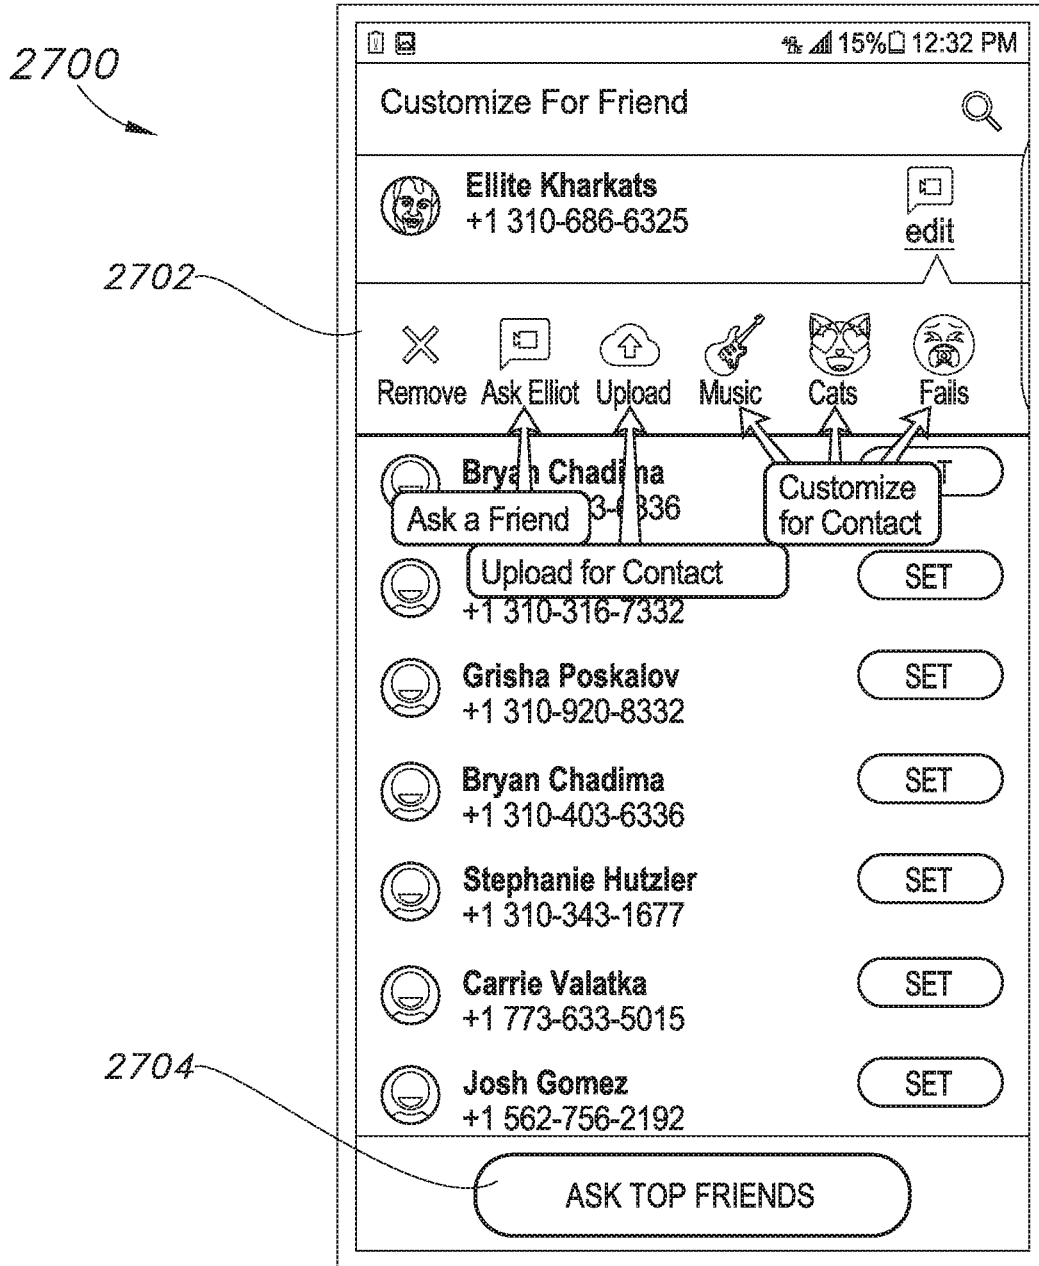 2700
15% 12:32 PM
Customize For Friend
Ellite Kharkats
+1 310-686-6325
edit
2702
Remove Ask Elliot Upload Music Cats Fails
Bryan Chadima
Ask a Friend
Customize
for Contact
Upload for Contact
SET
+1 310-316-7332
Grisha Poskalov
SET
+1 310-920-8332
Bryan Chadima
SET
+1 310-403-6336
Stephanie Hutzler
SET
+1 310-343-1677
Carrie Valatka
SET
+1 773-633-5015
2704
Josh Gomez
SET
+1 562-756-2192
ASK TOP FRIENDS